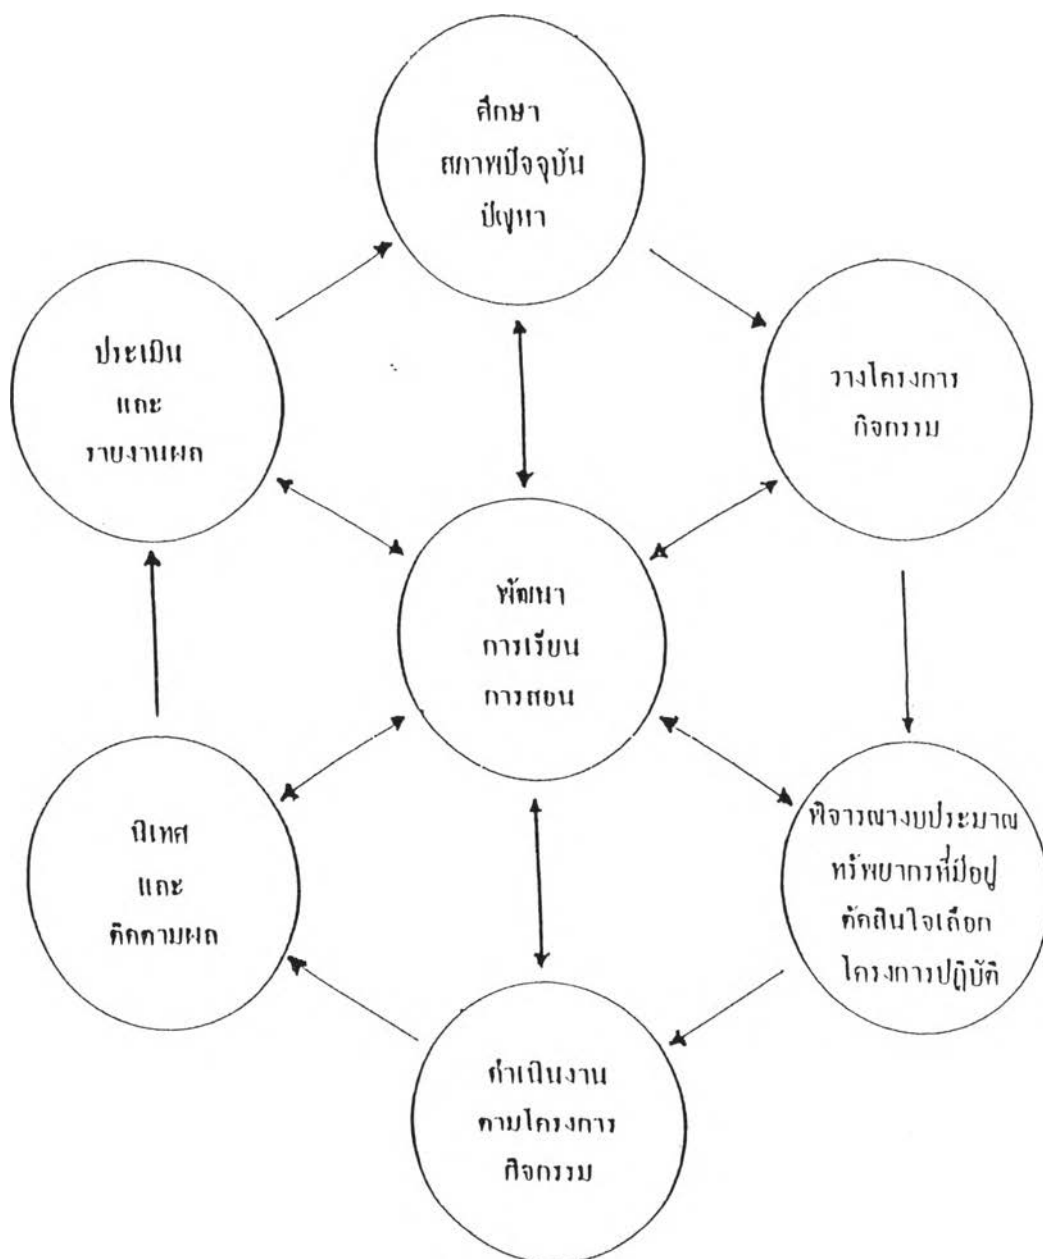 ศึกษา
สภาพปัจจุบัน
ปัญหา
วางโครงการ
กิจกรรม
พิจารณางบประมาณ
ทรัพยากรที่มีอยู่
ตัดสินใจเลือก
โครงการปฏิบัติ
ดำเนินงาน
ตามโครงการ
กิจกรรม
นิเทศ
และ
ติดตามผล
ประเมิน
และ
รายงานผล
พัฒนา
การเรียน
การสอน